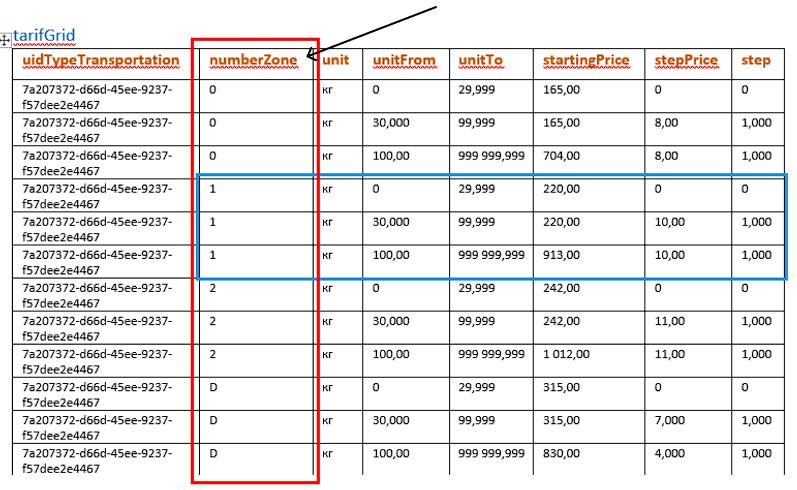 tarifGrid
uidTypeTransportation numberZone unit unitFrom unitTo startingPrice stepPrice step
7a207372-d66d-45ee-9237-
f57dee2e4467 0 кг 0 29,999 165,00 0 0
7a207372-d66d-45ee-9237-
f57dee2e4467 0 кг 30,000 99,999 165,00 8,00 1,000
7a207372-d66d-45ee-9237-
f57dee2e4467 0 кг 100,00 999 999,999 704,00 8,00 1,000
7a207372-d66d-45ee-9237-
f57dee2e4467 1 кг 0 29,999 220,00 0 0
7a207372-d66d-45ee-9237-
f57dee2e4467 1 кг 30,000 99,999 220,00 10,00 1,000
7a207372-d66d-45ee-9237-
f57dee2e4467 1 кг 100,00 999 999,999 913,00 10,00 1,000
7a207372-d66d-45ee-9237-
f57dee2e4467 2 кг 0 29,999 242,00 0 0
7a207372-d66d-45ee-9237-
f57dee2e4467 2 кг 30,000 99,999 242,00 11,00 1,000
7a207372-d66d-45ee-9237-
f57dee2e4467 2 кг 100,00 999 999,999 1 012,00 11,00 1,000
7a207372-d66d-45ee-9237-
f57dee2e4467 D кг 0 29,999 315,00 0 0
7a207372-d66d-45ee-9237-
f57dee2e4467 D кг 30,000 99,999 315,00 7,000 1,000
7a207372-d66d-45ee-9237-
f57dee2e4467 D кг 100,00 999 999,999 830,00 4,000 1,000